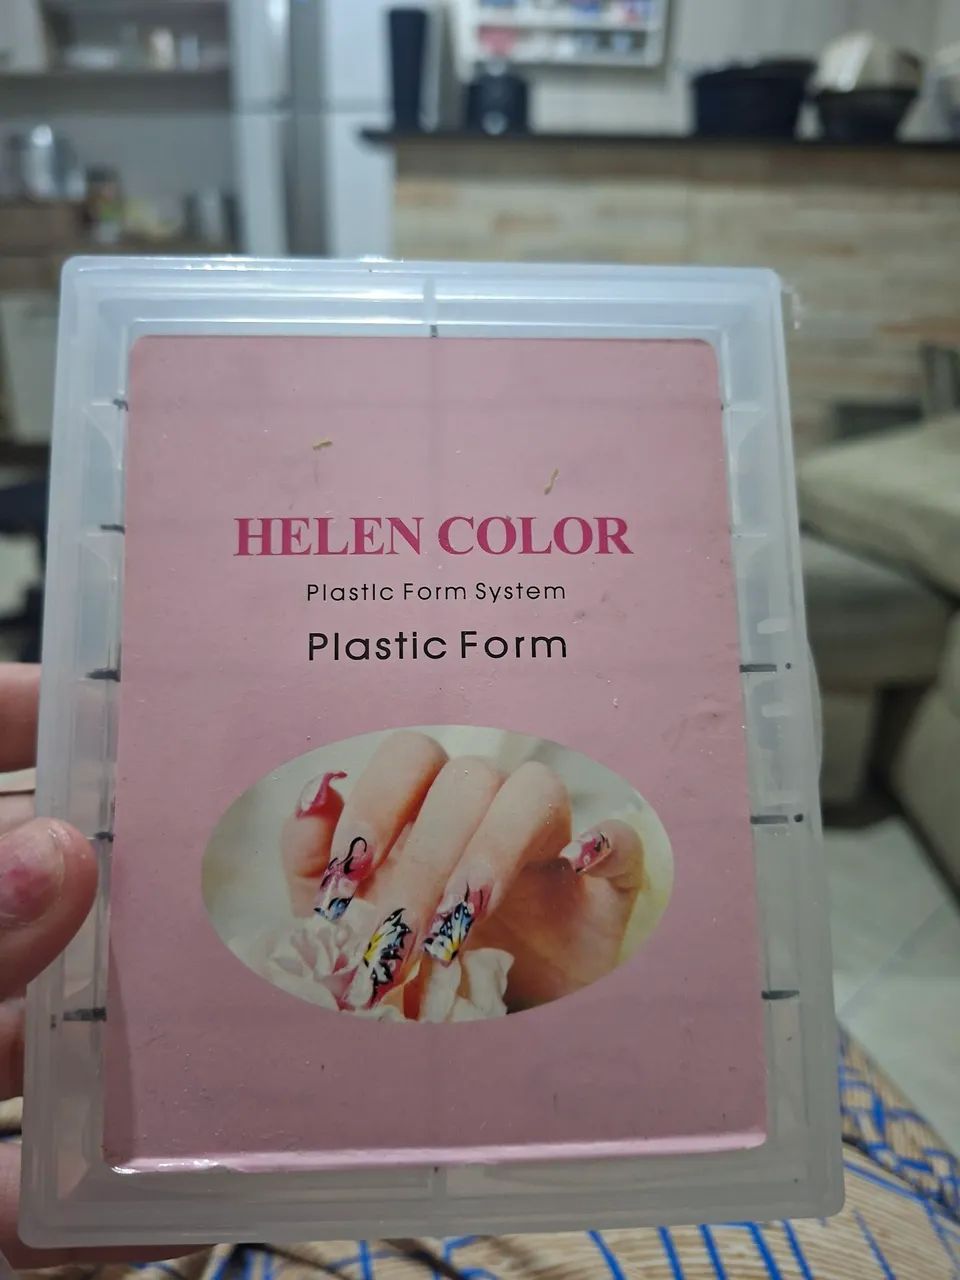 HELEN COLOR
Plastic Form System
Plastic Form